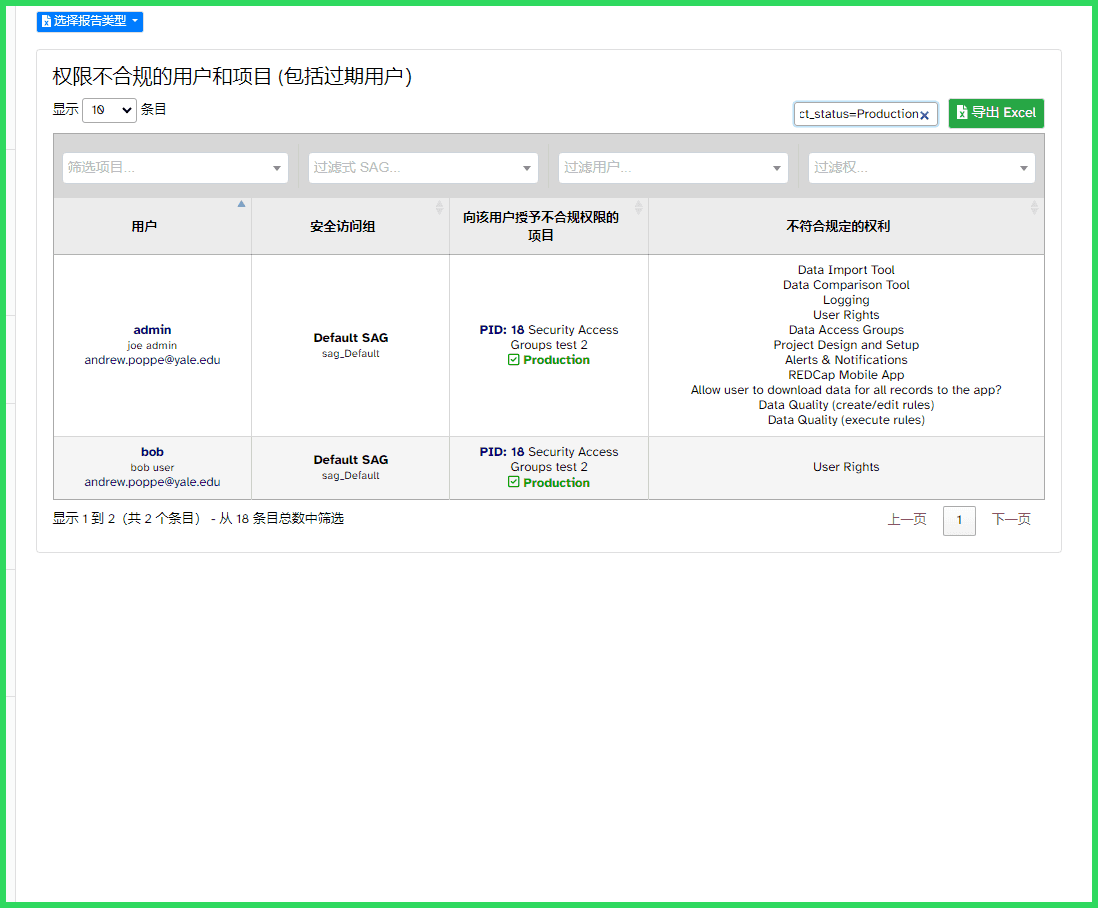 选择报告类型
权限不合规的用户和项目 (包括过期用户)
显示 10 条目
ct_status=Production
导出 Excel
筛选项目...
过滤式 SAG...
过滤用户...
过滤权...
用户
安全访问组
向该用户授予不合规权限的
项目
不符合规定的权利
admin
joe admin
andrew.poppe@yale.edu
Default SAG
sag_Default
PID: 18 Security Access
Groups test 2
Production
Data Import Tool
Data Comparison Tool
Logging
User Rights
Data Access Groups
Project Design and Setup
Alerts & Notifications
REDCap Mobile App
Allow user to download data for all records to the app?
Data Quality (create/edit rules)
Data Quality (execute rules)
bob
bob user
andrew.poppe@yale.edu
Default SAG
sag_Default
PID: 18 Security Access
Groups test 2
Production
User Rights
显示 1 到 2（共 2 个条目） - 从 18 条目总数中筛选
上一页
1
下一页